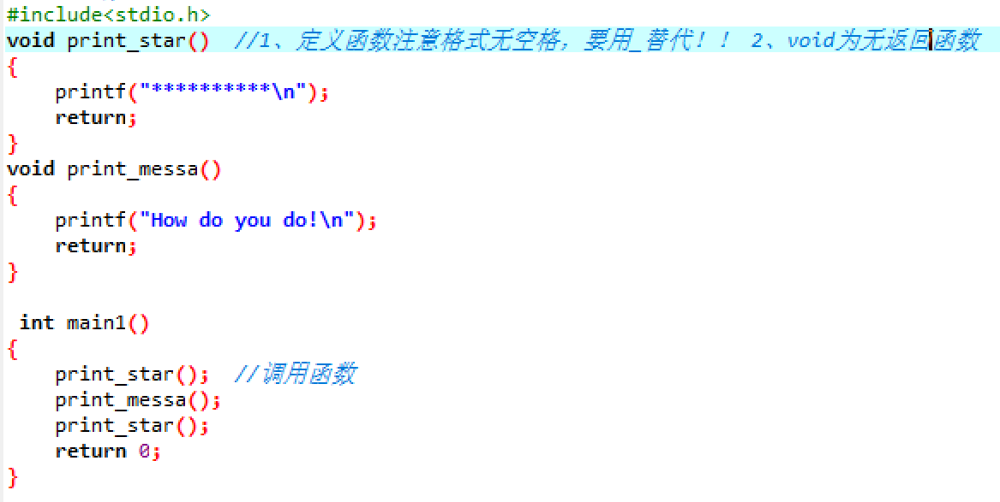 #include<stdio.h>
void print_star()  //1、定义函数注意格式无空格，要用_替代！！ 2、void为无返回函数
{
    printf("**********\n");
    return;
}
void print_messa()
{
    printf("How do you do!\n");
    return;
}
 int main1()
{
    print_star();  //调用函数
    print_messa();
    print_star();
    return 0;
}